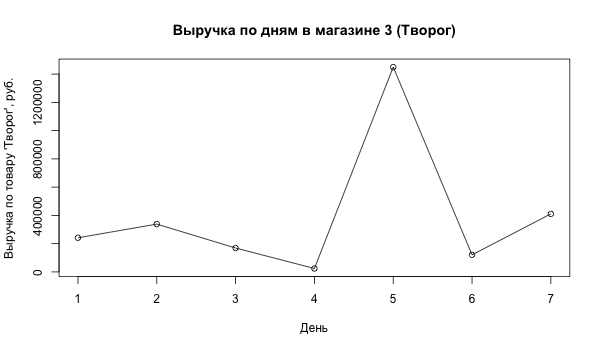 Выручка по дням в магазине 3 (Творог)
Выручка по товару 'Творог', руб.
1200000
800000
400000
0
1 2 3 4 5 6 7
День